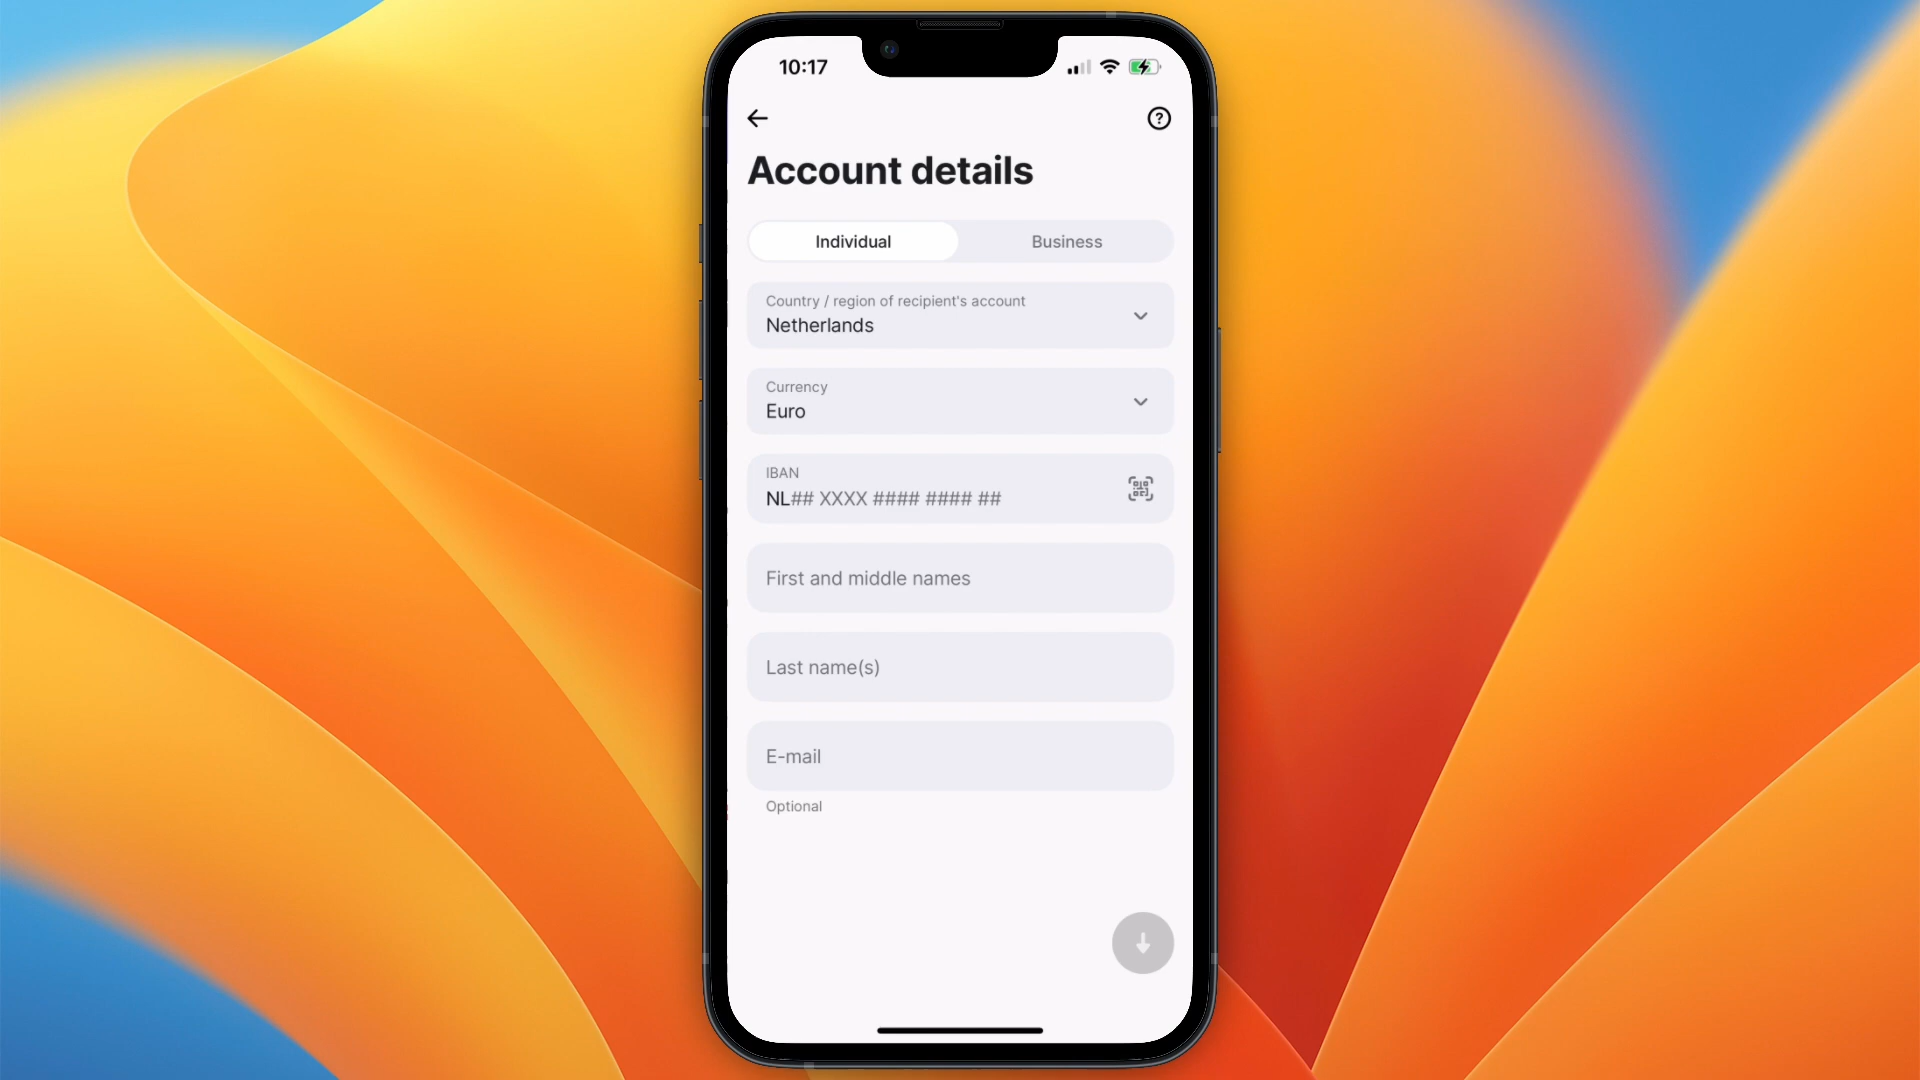 10:17
Account details
Individual
Business
Country / region of recipient's account
Netherlands
Currency
Euro
IBAN
NL## XXXX #### #### ##
First and middle names
Last name(s)
E-mail
Optional